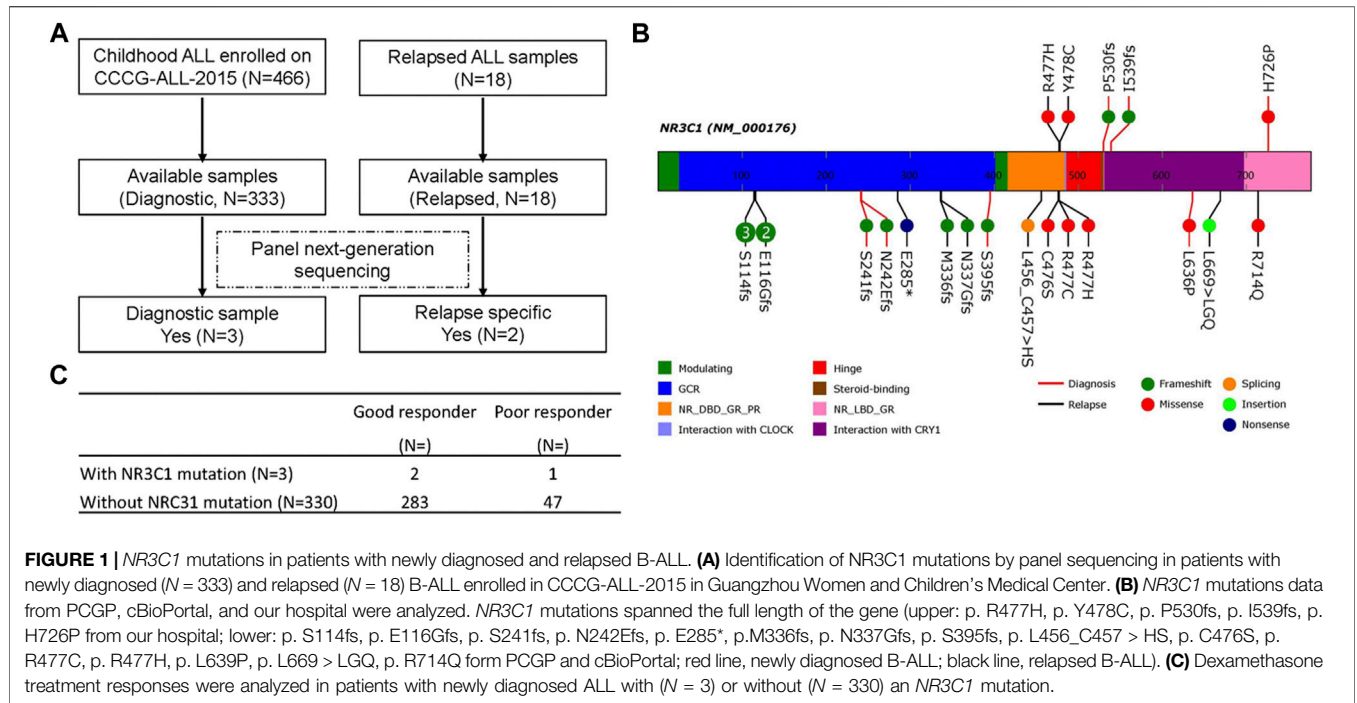 A
Childhood ALL enrolled on
CCCG-ALL-2015 (N=466)
Relapsed ALL samples
(N=18)
Available samples
(Diagnostic, N=333)
Available samples
(Relapsed, N=18)
Panel next-generation
sequencing
Diagnostic sample
Yes (N=3)
Relapse specific
Yes (N=2)
B
R477H
Y478C
P530fs
I539fs
H726P
NR3C1 (NM_000176)
100 200 300 400 500 600 700
3 2
S114fs
E116Gfs
S241fs
N242Efs
E285*
M336fs
N337Gfs
S395fs
L456_C457>HS
C476S
R477C
R477H
L636P
L669>LGQ
R714Q
Modulating
GCR
NR_DBD_GR_PR
Interaction with CLOCK
Hinge
Steroid-binding
NR_LBD_GR
Interaction with CRY1
Diagnosis
Relapse
Frameshift
Missense
Splicing
Insertion
Nonsense
C
Good responder Poor responder
(N=) (N=)
With NR3C1 mutation (N=3) 2 1
Without NRC31 mutation (N=330) 283 47
FIGURE 1 | NR3C1 mutations in patients with newly diagnosed and relapsed B-ALL. (A) Identification of NR3C1 mutations by panel sequencing in patients with
newly diagnosed (N = 333) and relapsed (N = 18) B-ALL enrolled in CCCG-ALL-2015 in Guangzhou Women and Children's Medical Center. (B) NR3C1 mutations data
from PCGP, cBioPortal, and our hospital were analyzed. NR3C1 mutations spanned the full length of the gene (upper: p. R477H, p. Y478C, p. P530fs, p. I539fs, p.
H726P from our hospital; lower: p. S114fs, p. E116Gfs, p. S241fs, p. N242Efs, p. E285*, p.M336fs, p. N337Gfs, p. S395fs, p. L456_C457 > HS, p. C476S, p.
R477C, p. R477H, p. L639P, p. L669 > LGQ, p. R714Q form PCGP and cBioPortal; red line, newly diagnosed B-ALL; black line, relapsed B-ALL). (C) Dexamethasone
treatment responses were analyzed in patients with newly diagnosed ALL with (N = 3) or without (N = 330) an NR3C1 mutation.